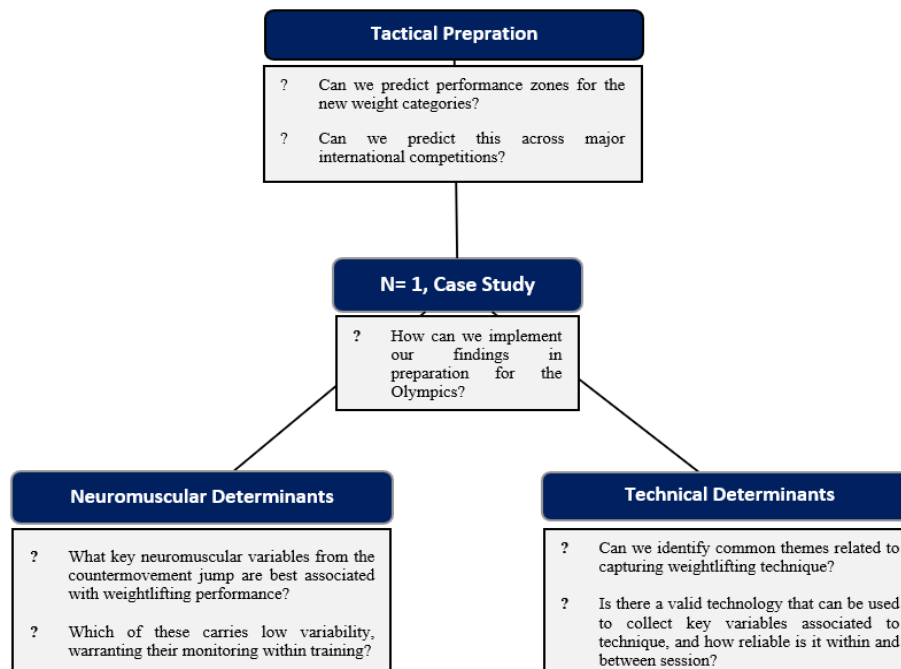 Tactical Prepration
? Can we predict performance zones for the
new weight categories?
? Can we predict this across major
international competitions?
N= 1, Case Study
? How can we implement
our findings in
preparation for the
Olympics?
Neuromuscular Determinants
? What key neuromuscular variables from the
countermovement jump are best associated
with weightlifting performance?
? Which of these carries low variability,
warranting their monitoring within training?
Technical Determinants
? Can we identify common themes related to
capturing weightlifting technique?
? Is there a valid technology that can be used
to collect key variables associated to
technique, and how reliable is it within and
between session?